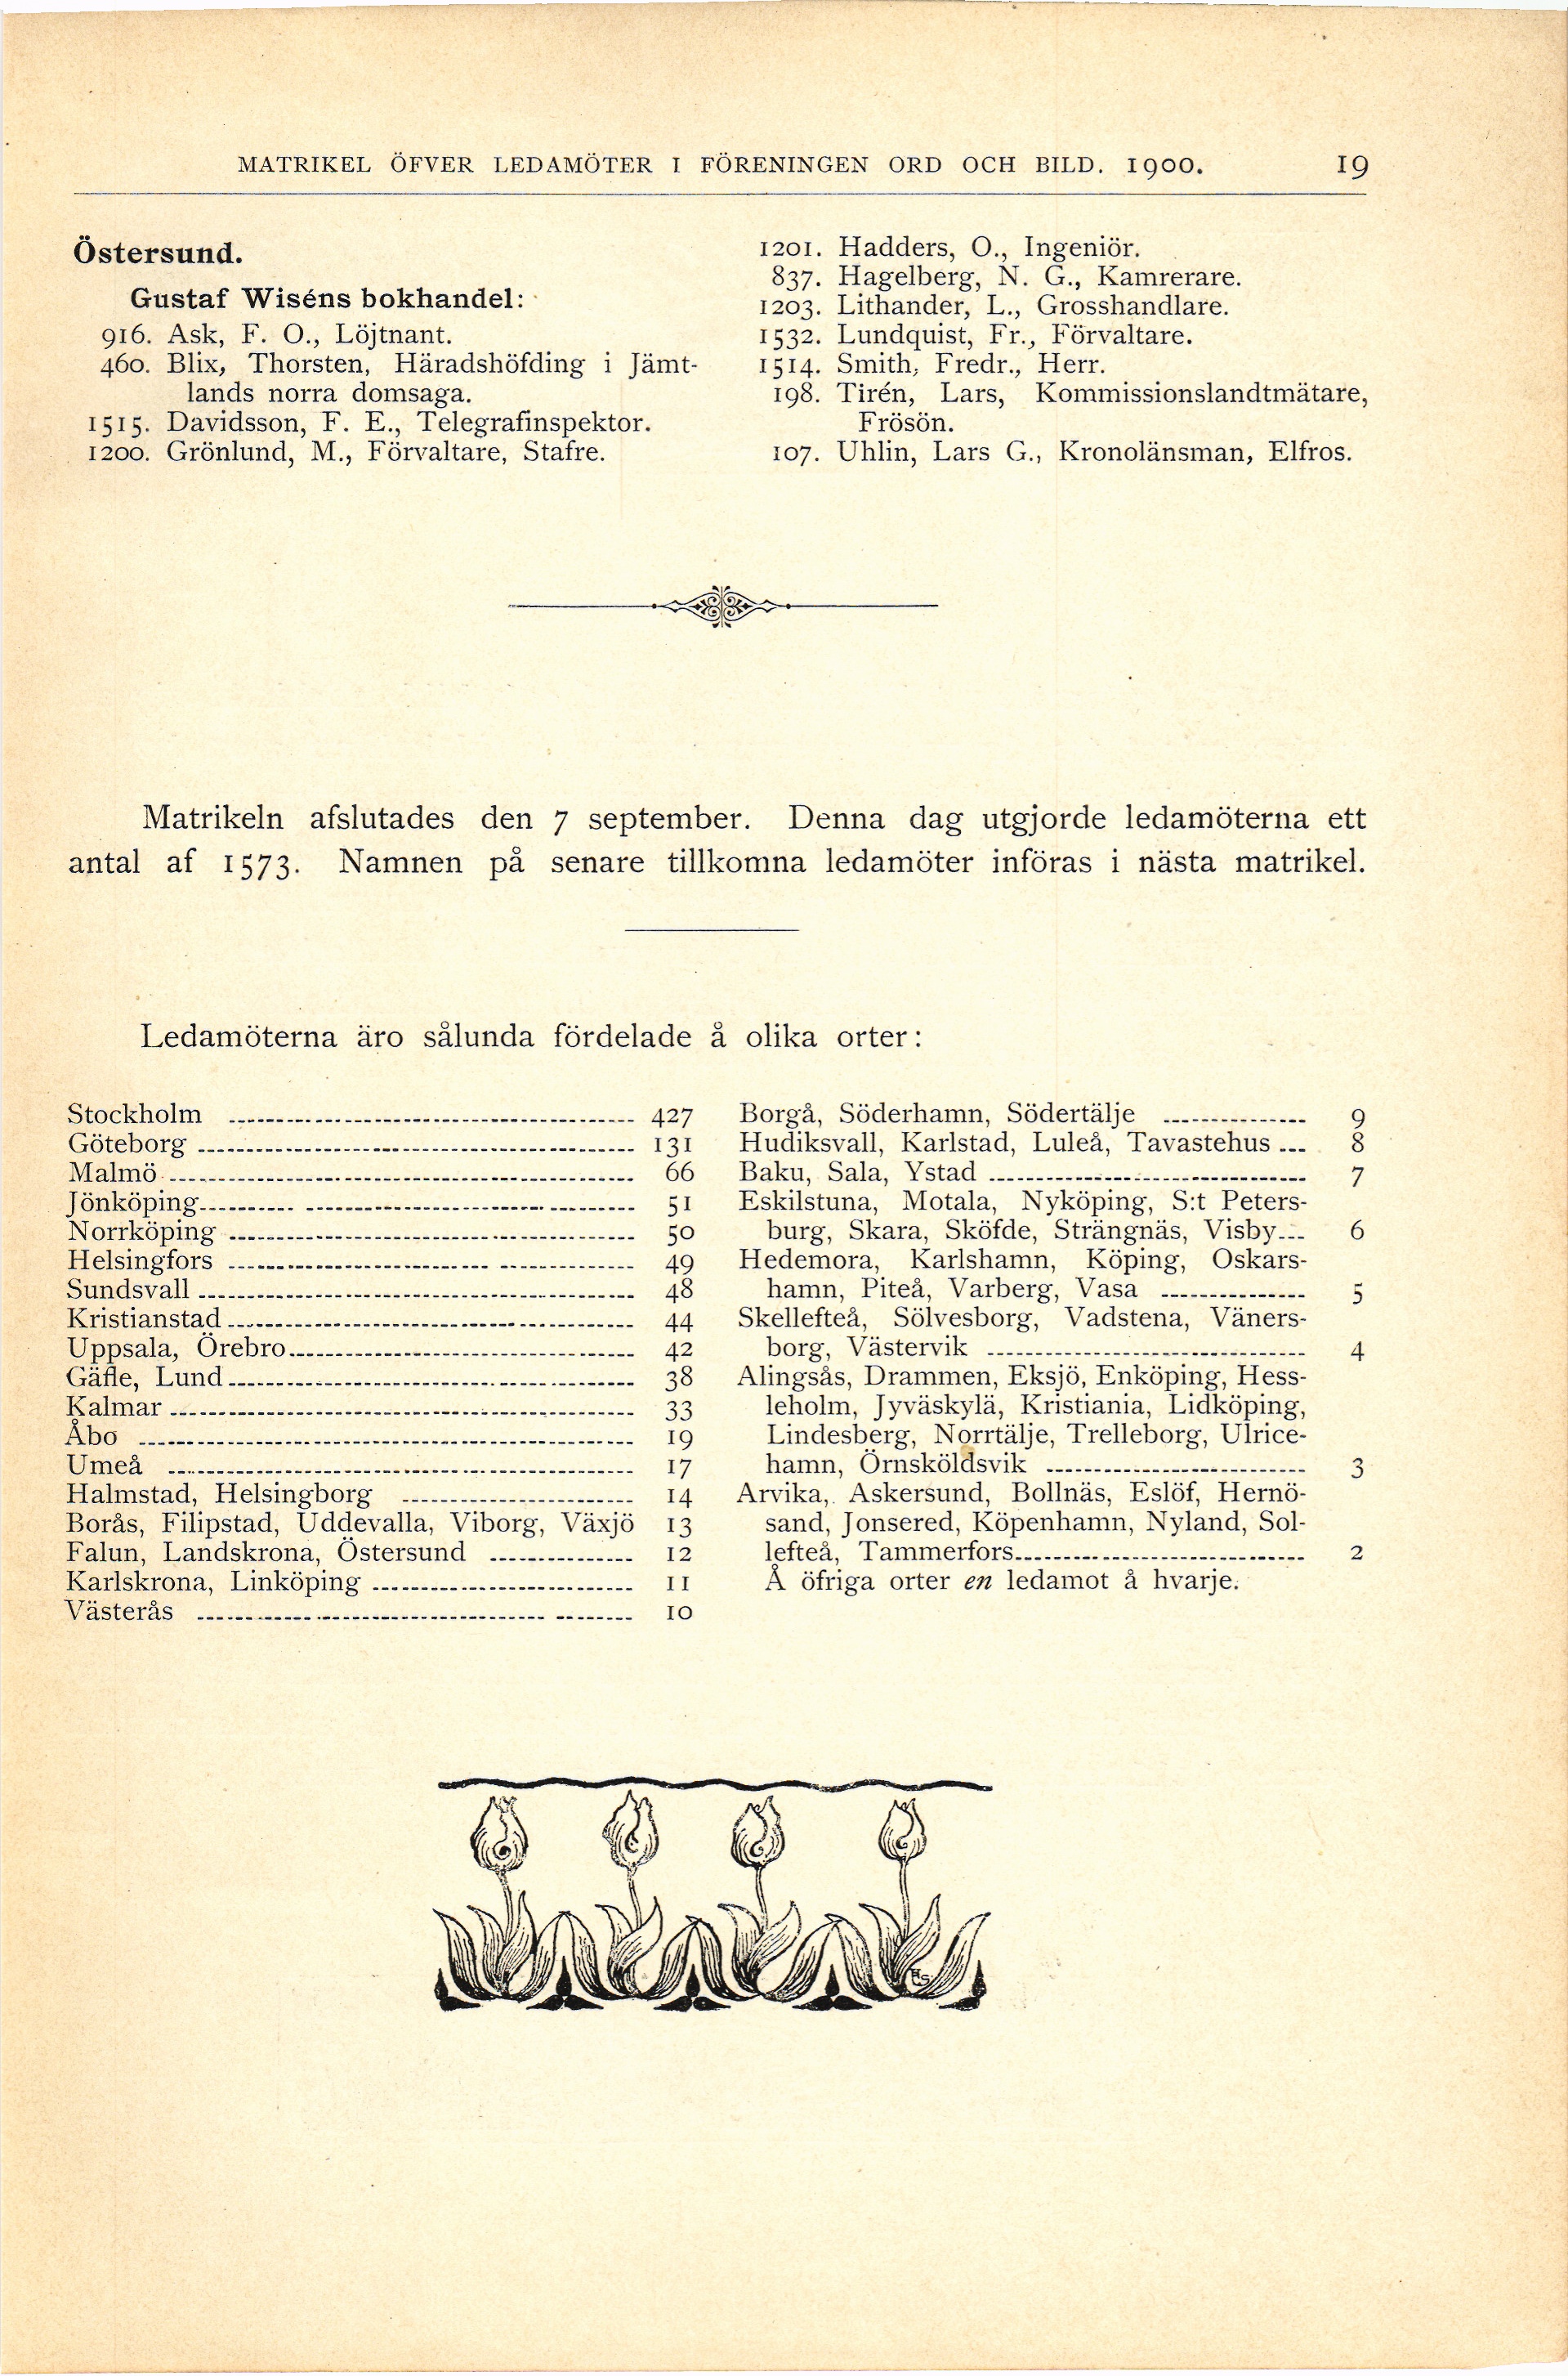 MATRIKEL ÖFVER LEDAMÖTER I FÖRENINGEN ORD OCH BILD. 1900. 19
Östersund.
Gustaf Wiséns bokhandel:
916. Ask, F. O., Löjtnant.
460. Blix, Thorsten, Häradshöfding i Jämt-
lands norra domsaga.
1515. Davidsson, F. E., Telegrafinspektor.
1200. Grönlund, M., Förvaltare, Stafre.
1201. Hadders, O., Ingeniör.
837. Hagelberg, N. G., Kamrerare.
1203. Lithander, L., Grosshandlare.
1532. Lundquist, Fr., Förvaltare.
1514. Smith, Fredr., Herr.
198. Tirén, Lars, Kommissionslandtmätare,
Frösön.
107. Uhlin, Lars G., Kronolänsman, Elfros.
Matrikeln afslutades den 7 september. Denna dag utgjorde ledamöterna ett
antal af 1573. Namnen på senare tillkomna ledamöter införas i nästa matrikel.
Ledamöterna äro sålunda fördelade å olika orter:
Stockholm 427
Göteborg 131
Malmö 66
Jönköping 51
Norrköping 50
Helsingfors 49
Sundsvall 48
Kristianstad 44
Uppsala, Örebro 42
Gäfle, Lund 38
Kalmar 33
Åbo 19
Umeå 17
Halmstad, Helsingborg 14
Borås, Filipstad, Uddevalla, Viborg, Växjö 13
Falun, Landskrona, Östersund 12
Karlskrona, Linköping 11
Västerås 10
Borgå, Söderhamn, Södertälje 9
Hudiksvall, Karlstad, Luleå, Tavastehus 8
Baku, Sala, Ystad 7
Eskilstuna, Motala, Nyköping, S:t Peters-
burg, Skara, Sköfde, Strängnäs, Visby 6
Hedemora, Karlshamn, Köping, Oskars-
hamn, Piteå, Varberg, Vasa 5
Skellefteå, Sölvesborg, Vadstena, Väners-
borg, Västervik 4
Alingsås, Drammen, Eksjö, Enköping, Hess-
leholm, Jyväskylä, Kristiania, Lidköping,
Lindesberg, Norrtälje, Trelleborg, Ulrice-
hamn, Örnsköldsvik 3
Arvika, Askersund, Bollnäs, Eslöf, Hernö-
sand, Jonsered, Köpenhamn, Nyland, Sol-
lefteå, Tammerfors 2
Å öfriga orter en ledamot å hvarje.